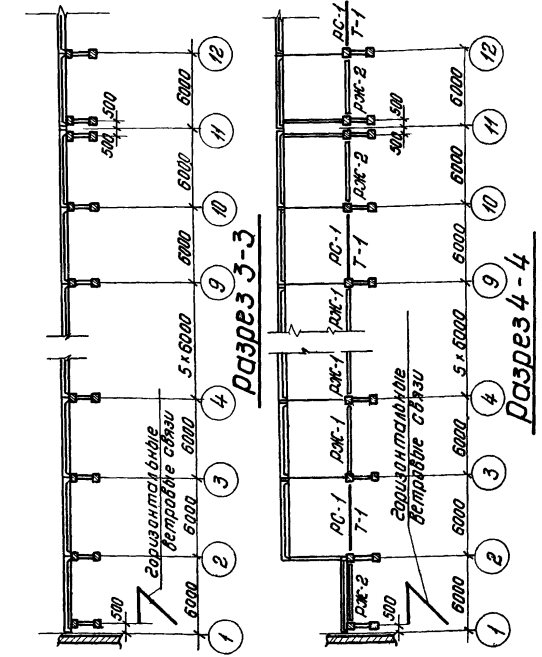 Разрез 3-3
1
2
3
4
9
10
11
12
500
6000
6000
6000
5×6000
6000
6000
500
500
6000
горизонтальные
ветровые связи
Разрез 4-4
1
2
3
4
9
10
11
12
500
6000
6000
6000
5×6000
6000
6000
500
500
6000
РЖ-2
РС-1
Т-1
РЖ-1
РЖ-1
РЖ-1
РС-1
Т-1
РЖ-2
РЖ-2
РС-1
Т-1
горизонтальные
ветровые связи